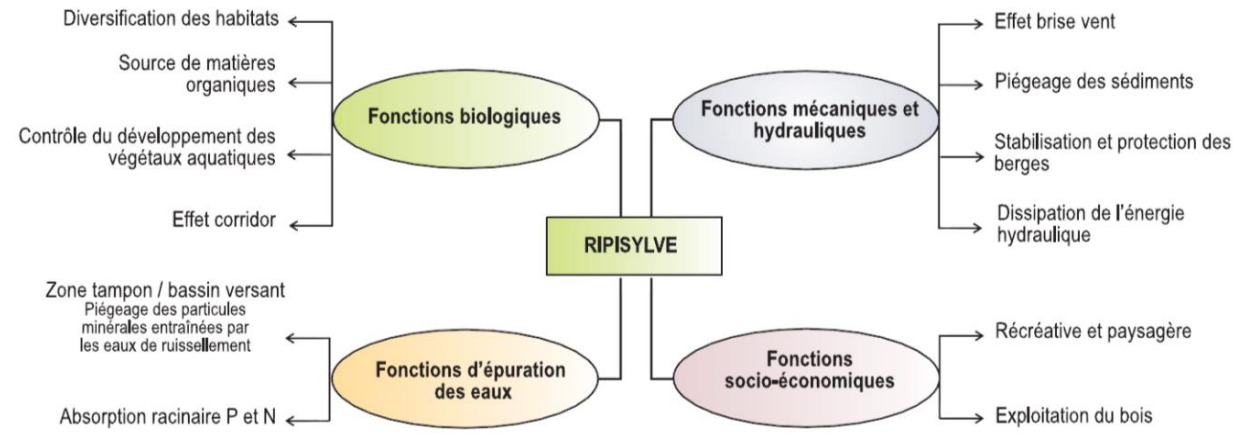 Diversification des habitats
Source de matières
organiques
Contrôle du développement des
végétaux aquatiques
Effet corridor
Fonctions biologiques
Fonctions mécaniques et
hydrauliques
Effet brise vent
Piégeage des sédiments
Stabilisation et protection des
berges
Dissipation de l'énergie
hydraulique
RIPISYLVE
Zone tampon / bassin versant
Piégeage des particules
minérales entraînées par
les eaux de ruissellement
Absorption racinaire P et N
Fonctions d'épuration
des eaux
Fonctions
socio-économiques
Récréative et paysagère
Exploitation du bois